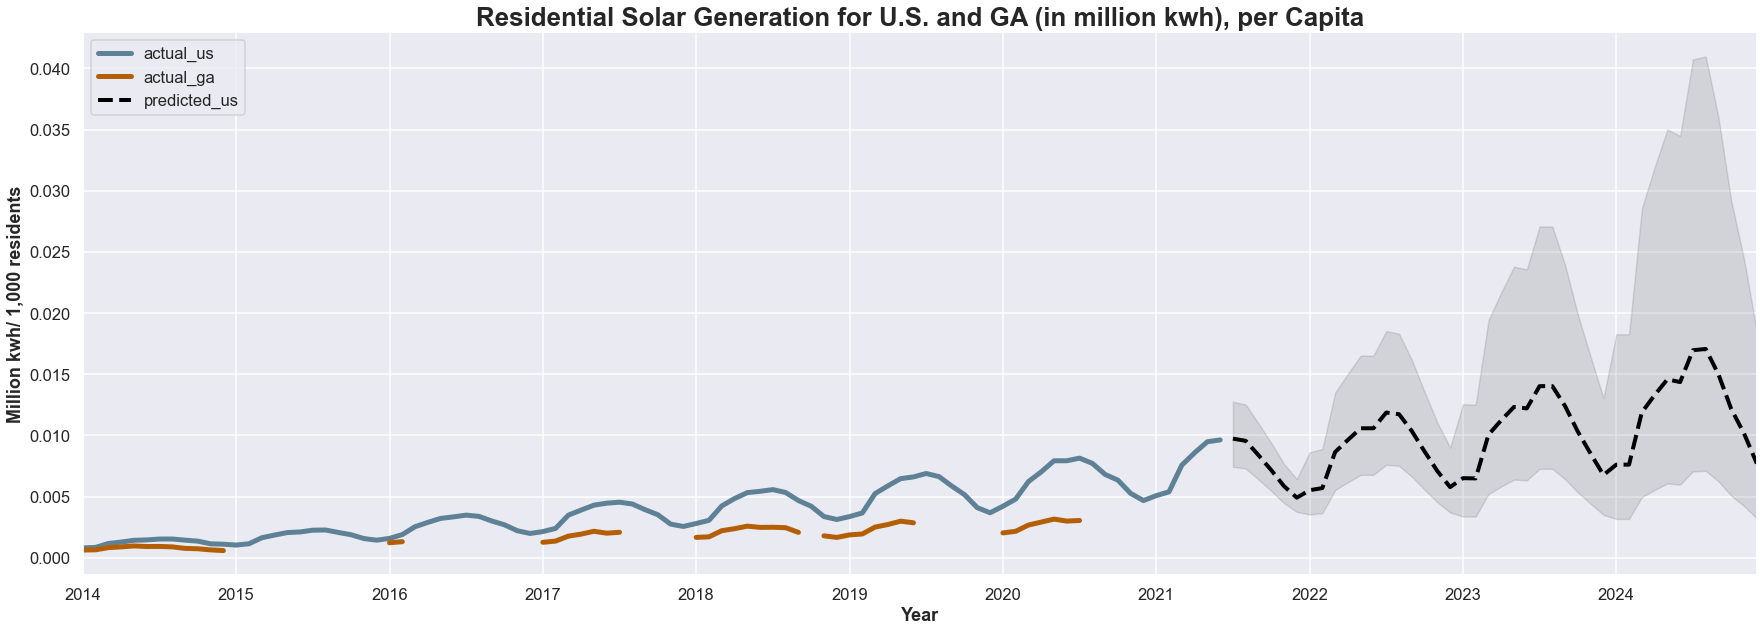 Residential Solar Generation for U.S. and GA (in million kwh), per Capita
actual_us
actual_ga
predicted_us
Million kwh/ 1,000 residents
0.040
0.035
0.030
0.025
0.020
0.015
0.010
0.005
0.000
2014 2015 2016 2017 2018 2019 2020 2021 2022 2023 2024
Year